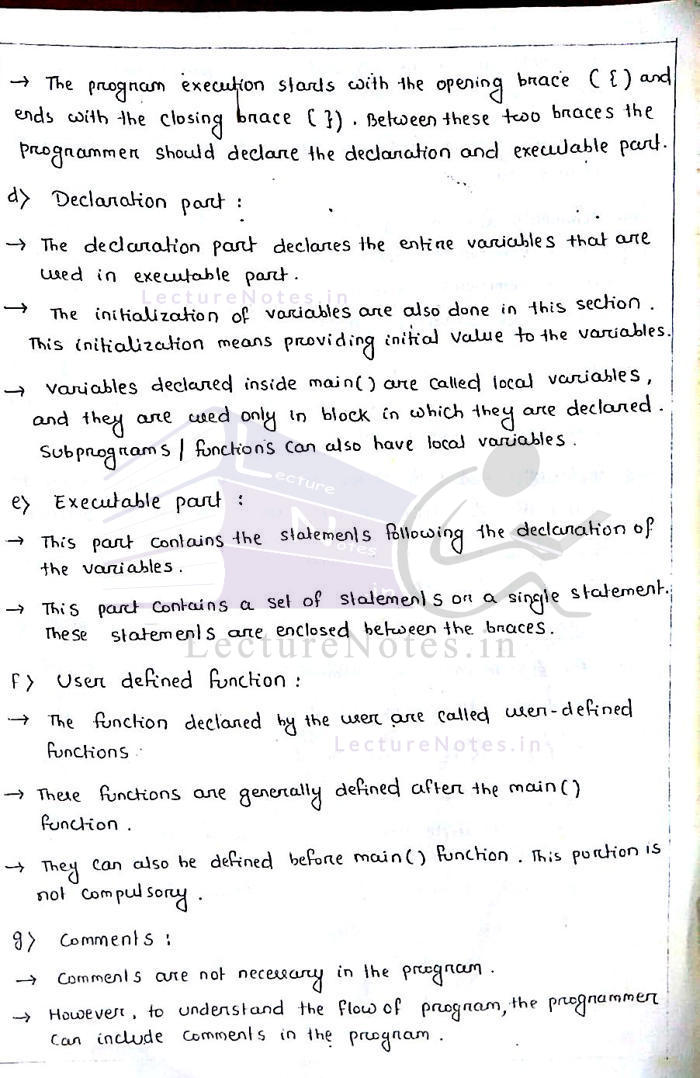 → The program execution starts with the opening brace ( { ) and
ends with the closing brace ( } ) . Between these two braces the
programmer should declare the declaration and executable part.
d> Declaration part :
→ The declaration part declares the entire variables that are
used in executable part .
LectureNotes.in
→ The initialization of variables are also done in this section .
This initialization means providing initial value to the variables.
→ Variables declared inside main( ) are called local variables ,
and they are used only in block in which they are declared .
Subprograms / functions can also have local variables .
Lecture
Notes
.in
e> Executable part :
→ This part contains the statements following the declaration of
the variables .
→ This part contains a set of statements or a single statement.
These statements are enclosed between the braces .
LectureNotes.in
f > User defined function :
→ The function declared by the user are called user-defined
functions .
LectureNotes.in
→ These functions are generally defined after the main( )
function .
→ They can also be defined before main( ) function . This portion is
not compulsory .
g> Comments :
→ Comments are not necessary in the program .
→ However , to understand the flow of program, the programmer
can include comments in the program .